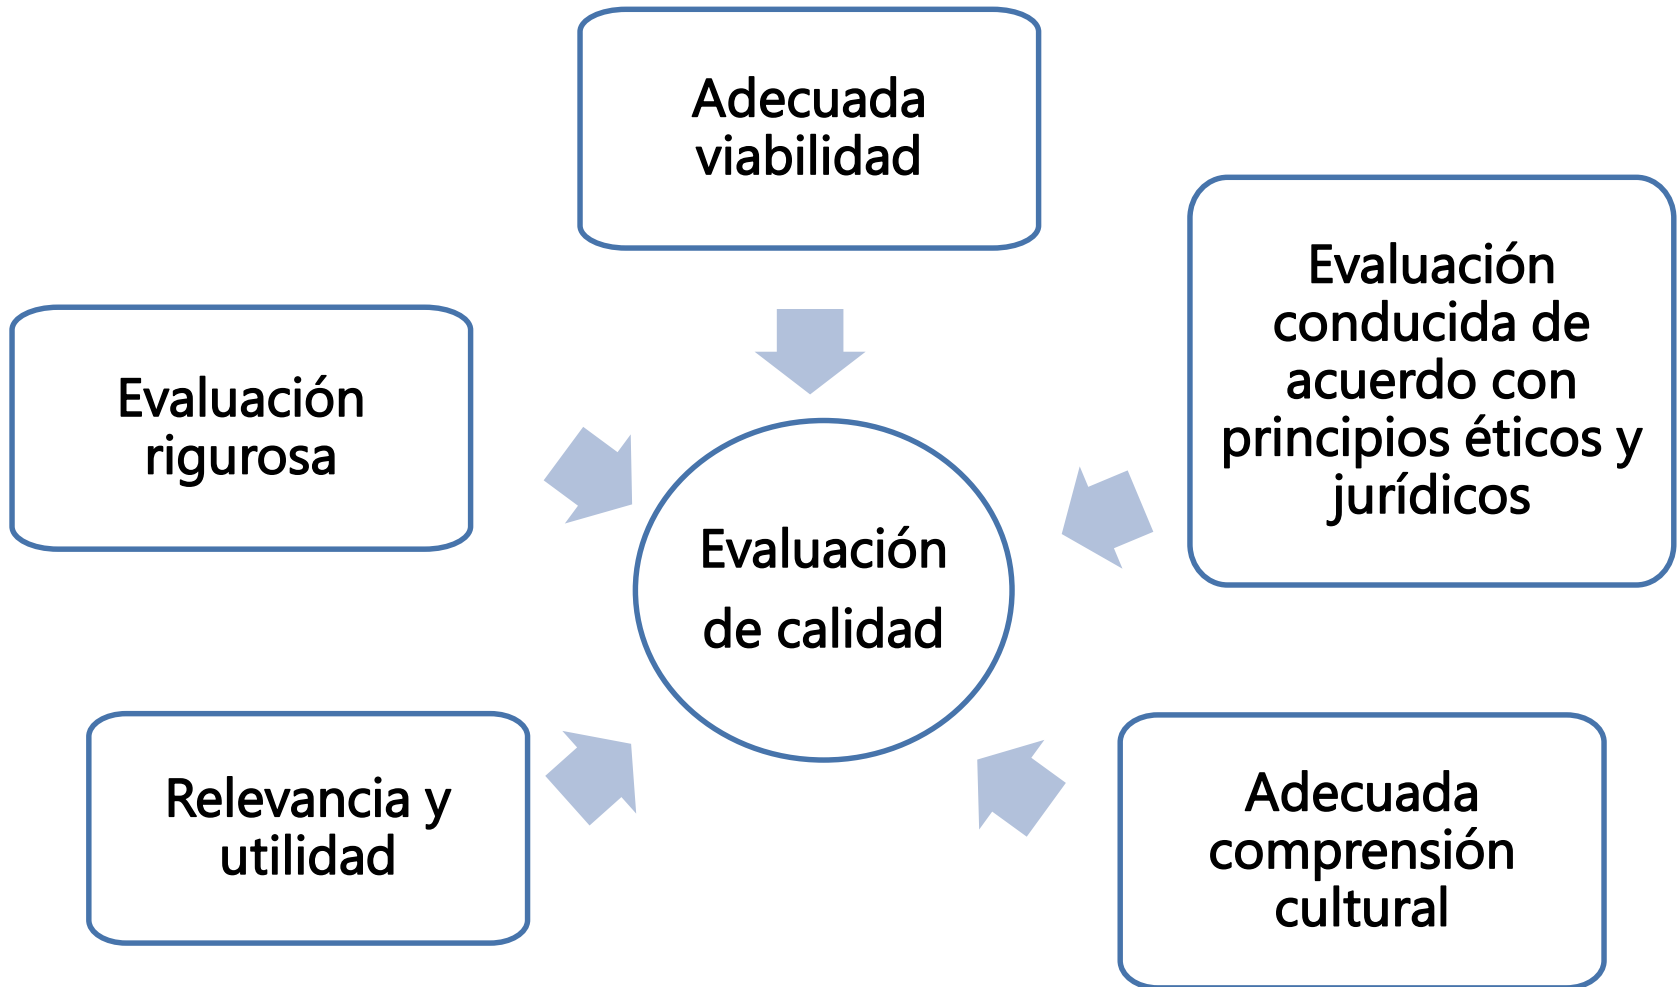 Adecuada
viabilidad
Evaluación
conducida de
acuerdo con
principios éticos y
jurídicos
Evaluación
rigurosa
Evaluación
de calidad
Relevancia y
utilidad
Adecuada
comprensión
cultural